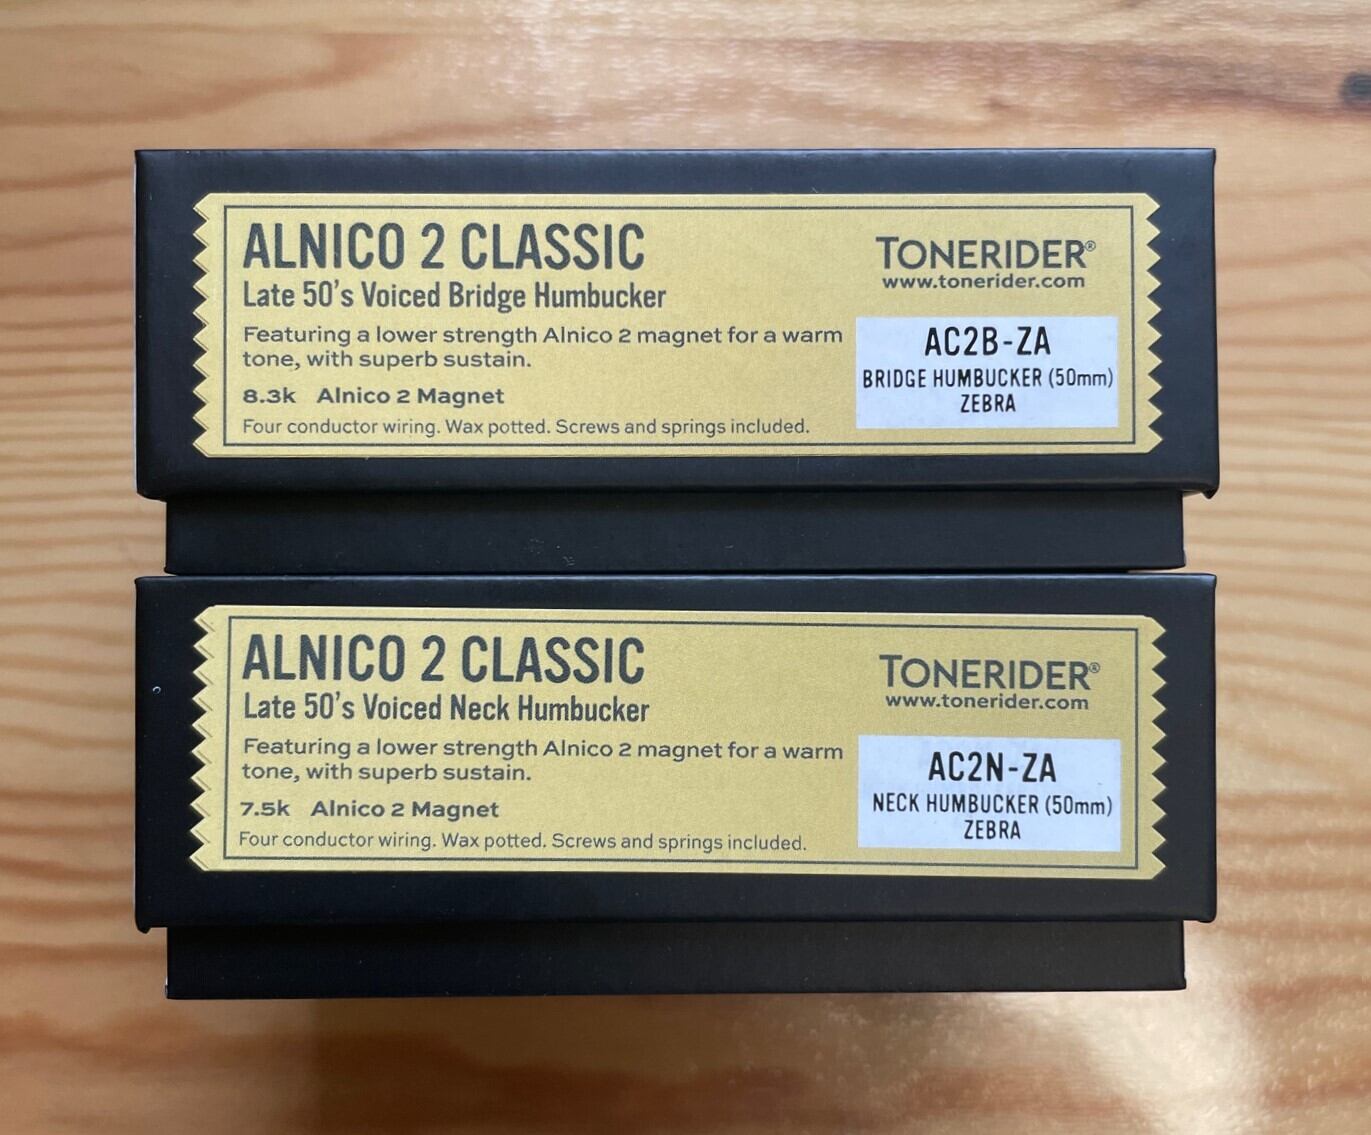 ALNICO 2 CLASSIC
Late 50's Voiced Bridge Humbucker
Featuring a lower strength Alnico 2 magnet for a warm
tone, with superb sustain.
8.3k Alnico 2 Magnet
Four conductor wiring. Wax potted. Screws and springs included.
TONERIDER®
www.tonerider.com
AC2B-ZA
BRIDGE HUMBUCKER (50mm)
ZEBRA
ALNICO 2 CLASSIC
Late 50's Voiced Neck Humbucker
Featuring a lower strength Alnico 2 magnet for a warm
tone, with superb sustain.
7.5k Alnico 2 Magnet
Four conductor wiring. Wax potted. Screws and springs included.
TONERIDER®
www.tonerider.com
AC2N-ZA
NECK HUMBUCKER (50mm)
ZEBRA